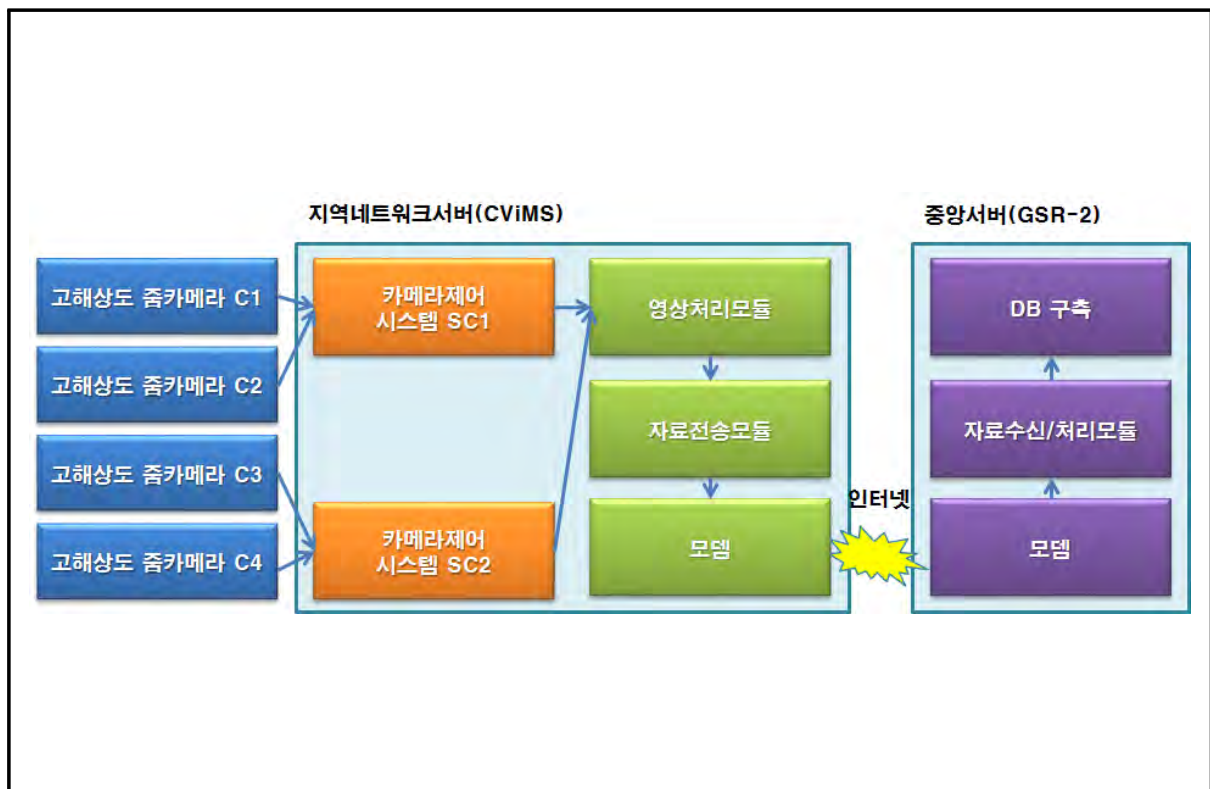 지역네트워크서버(CViMS)
중앙서버(GSR-2)
고해상도 줌카메라 C1
고해상도 줌카메라 C2
고해상도 줌카메라 C3
고해상도 줌카메라 C4
카메라제어
시스템 SC1
카메라제어
시스템 SC2
영상처리모듈
자료전송모듈
모뎀
인터넷
DB 구축
자료수신/처리모듈
모뎀